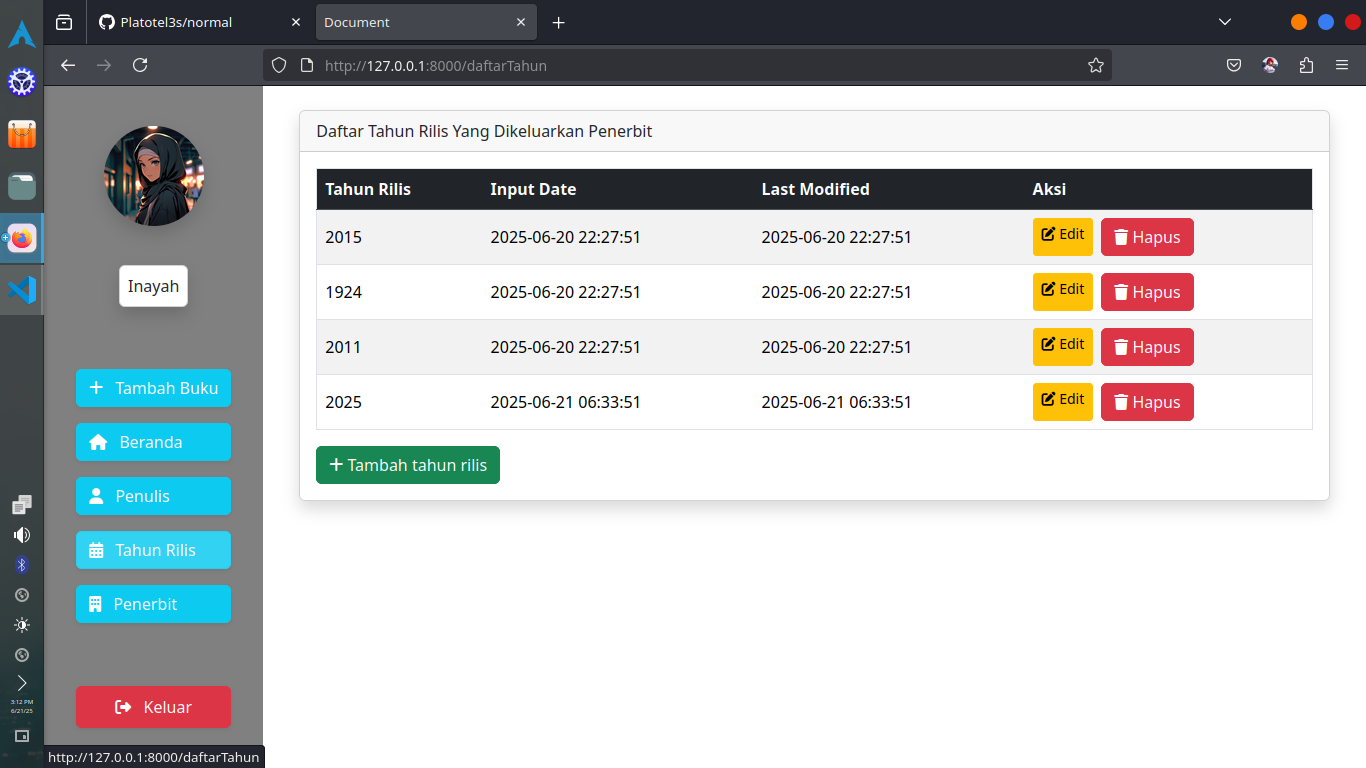 Platotel3s/normal
Document
http://127.0.0.1:8000/daftarTahun
Inayah
Tambah Buku
Beranda
Penulis
Tahun Rilis
Penerbit
Keluar
Daftar Tahun Rilis Yang Dikeluarkan Penerbit
Tahun Rilis Input Date Last Modified Aksi
2015 2025-06-20 22:27:51 2025-06-20 22:27:51 Edit Hapus
1924 2025-06-20 22:27:51 2025-06-20 22:27:51 Edit Hapus
2011 2025-06-20 22:27:51 2025-06-20 22:27:51 Edit Hapus
2025 2025-06-21 06:33:51 2025-06-21 06:33:51 Edit Hapus
Tambah tahun rilis
3:12 PM
6/21/25
http://127.0.0.1:8000/daftarTahun